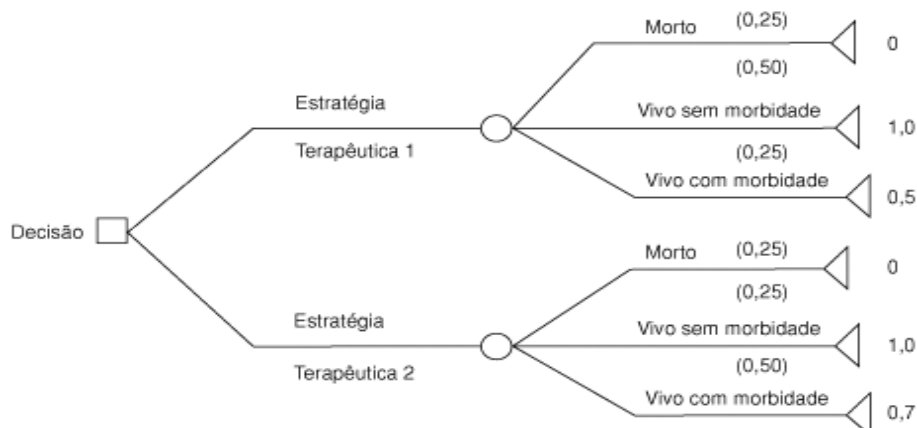 Morto (0,25)
0
(0,50)
Estratégia
Vivo sem morbidade
1,0
Terapêutica 1
(0,25)
Vivo com morbidade
0,5
Decisão
Morto (0,25)
0
(0,25)
Estratégia
Vivo sem morbidade
1,0
Terapêutica 2
(0,50)
Vivo com morbidade
0,7